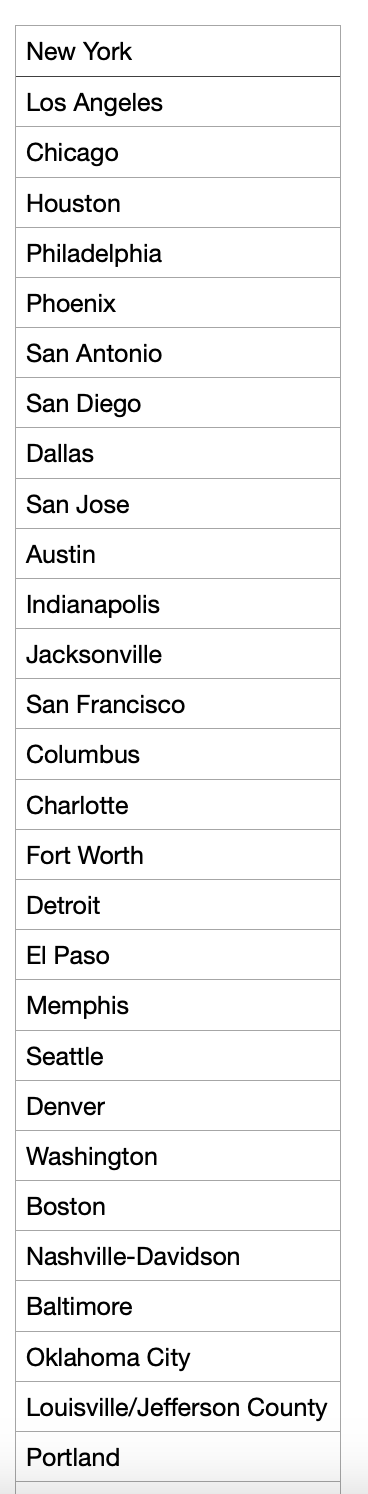 New York
Los Angeles
Chicago
Houston
Philadelphia
Phoenix
San Antonio
San Diego
Dallas
San Jose
Austin
Indianapolis
Jacksonville
San Francisco
Columbus
Charlotte
Fort Worth
Detroit
El Paso
Memphis
Seattle
Denver
Washington
Boston
Nashville-Davidson
Baltimore
Oklahoma City
Louisville/Jefferson County
Portland